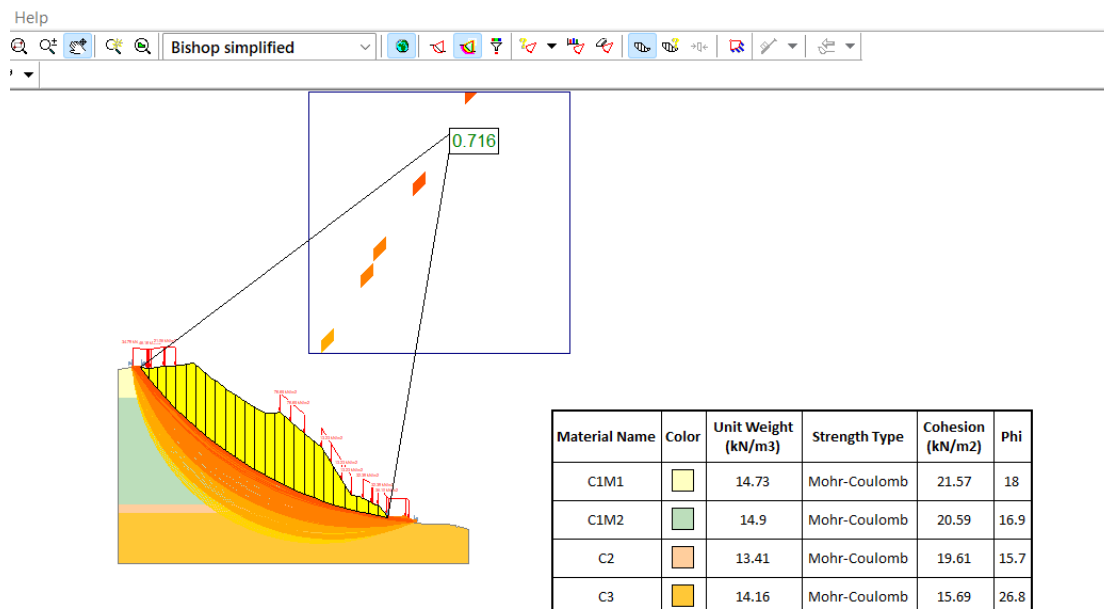 Help
Bishop simplified
0.716
Material Name Color Unit Weight (kN/m3) Strength Type Cohesion (kN/m2) Phi
C1M1 14.73 Mohr-Coulomb 21.57 18
C1M2 14.9 Mohr-Coulomb 20.59 16.9
C2 13.41 Mohr-Coulomb 19.61 15.7
C3 14.16 Mohr-Coulomb 15.69 26.8